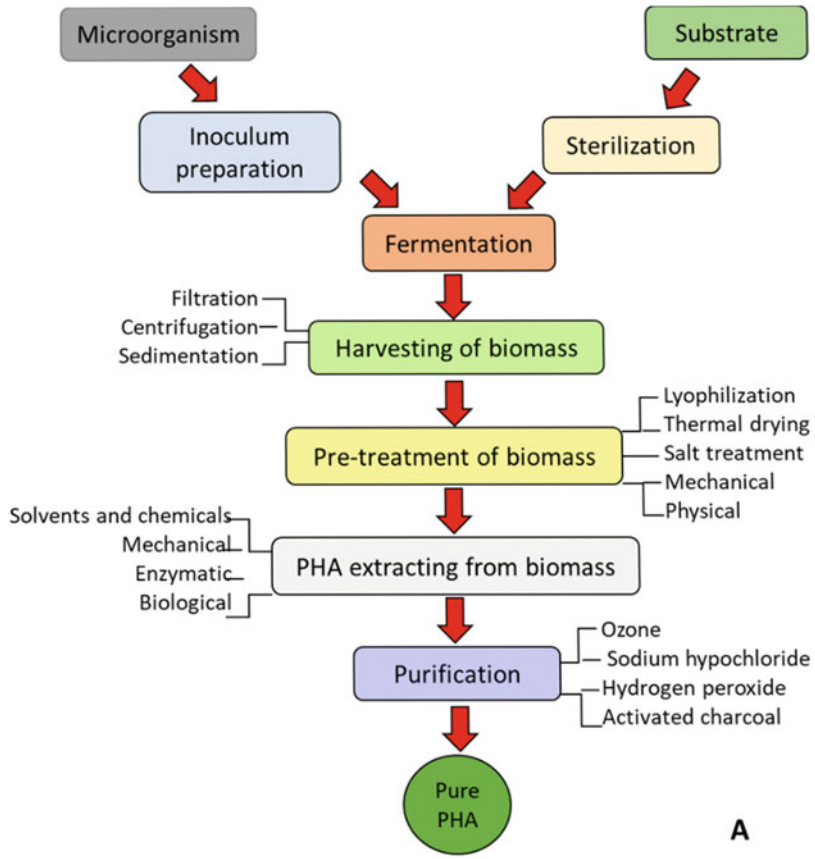 Microorganism
Substrate
Inoculum
preparation
Sterilization
Fermentation
Filtration
Centrifugation
Sedimentation
Harvesting of biomass
Lyophilization
Thermal drying
Salt treatment
Mechanical
Physical
Pre-treatment of biomass
Solvents and chemicals
Mechanical
Enzymatic
Biological
PHA extracting from biomass
Ozone
Sodium hypochloride
Hydrogen peroxide
Activated charcoal
Purification
Pure
PHA
A